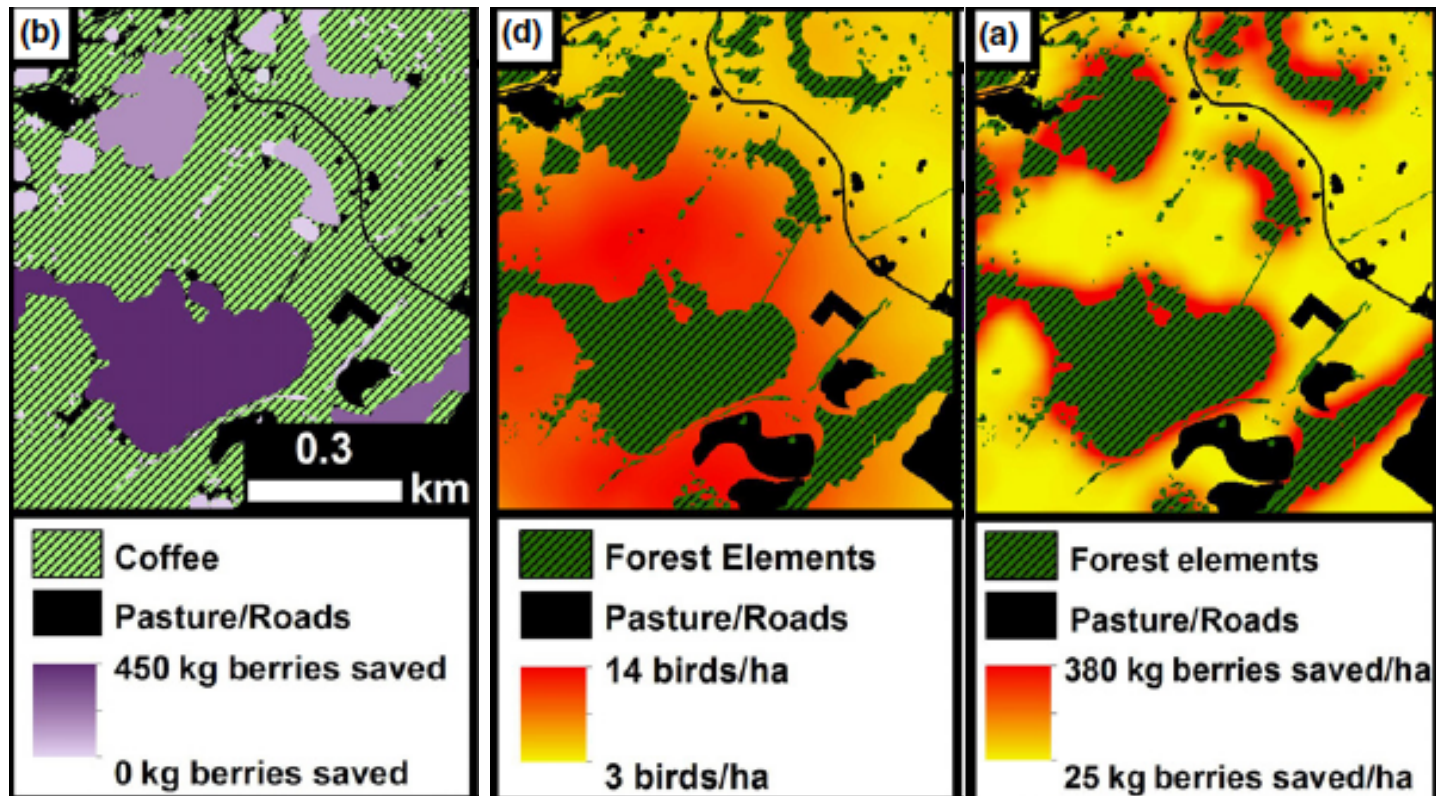 (b)
0.3
km
Coffee
Pasture/Roads
450 kg berries saved
0 kg berries saved
(d)
Forest Elements
Pasture/Roads
14 birds/ha
3 birds/ha
(a)
Forest elements
Pasture/Roads
380 kg berries saved/ha
25 kg berries saved/ha